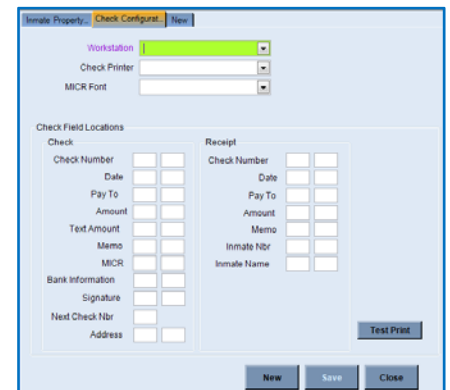 Inmate Property... Check Configurat... New
Workstation
Check Printer
MICR Font
Check Field Locations
Check
Check Number
Date
Pay To
Amount
Text Amount
Memo
MICR
Bank Information
Signature
Next Check Nbr
Address
Receipt
Check Number
Date
Pay To
Amount
Memo
Inmate Nbr
Inmate Name
Test Print
New Save Close